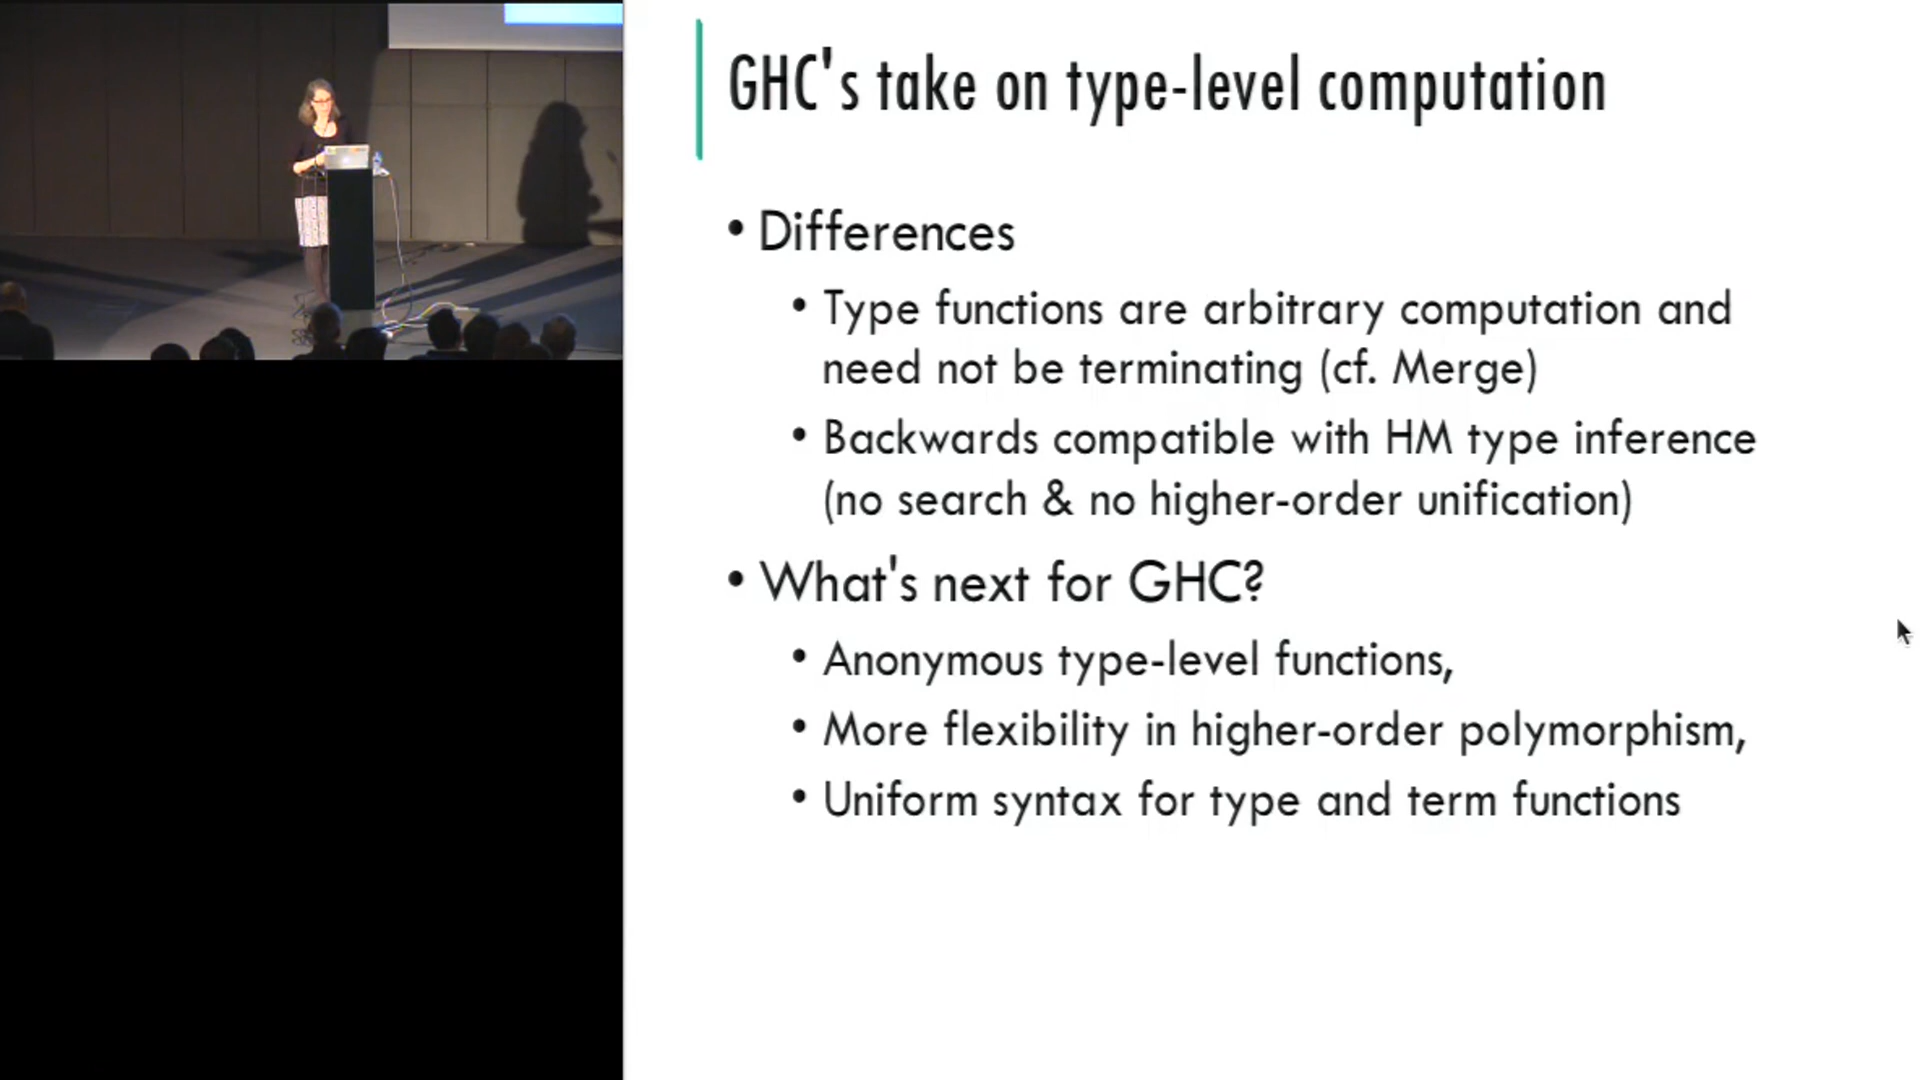 GHC's take on type-level computation
• Differences
• Type functions are arbitrary computation and
need not be terminating (cf. Merge)
• Backwards compatible with HM type inference
(no search & no higher-order unification)
• What's next for GHC?
• Anonymous type-level functions,
• More flexibility in higher-order polymorphism,
• Uniform syntax for type and term functions